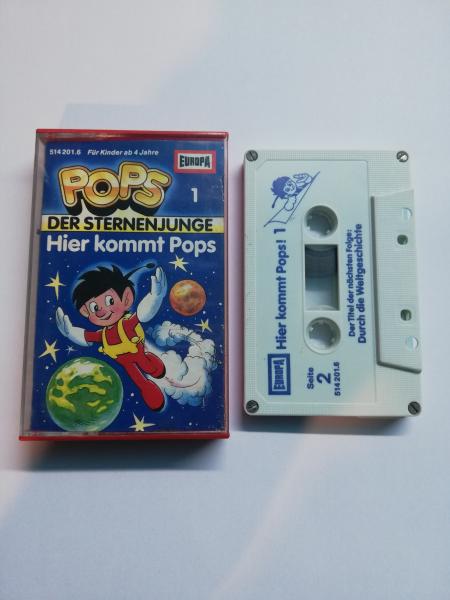 514 201.6 Für Kinder ab 4 Jahre
EUROPA
POPS
1
DER STERNENJUNGE
Hier kommt Pops
EUROPA
Hier kommt Pops! 1
Seite
2
514 201.6
Der Titel der nächsten Folge:
Durch die Weltgeschichte